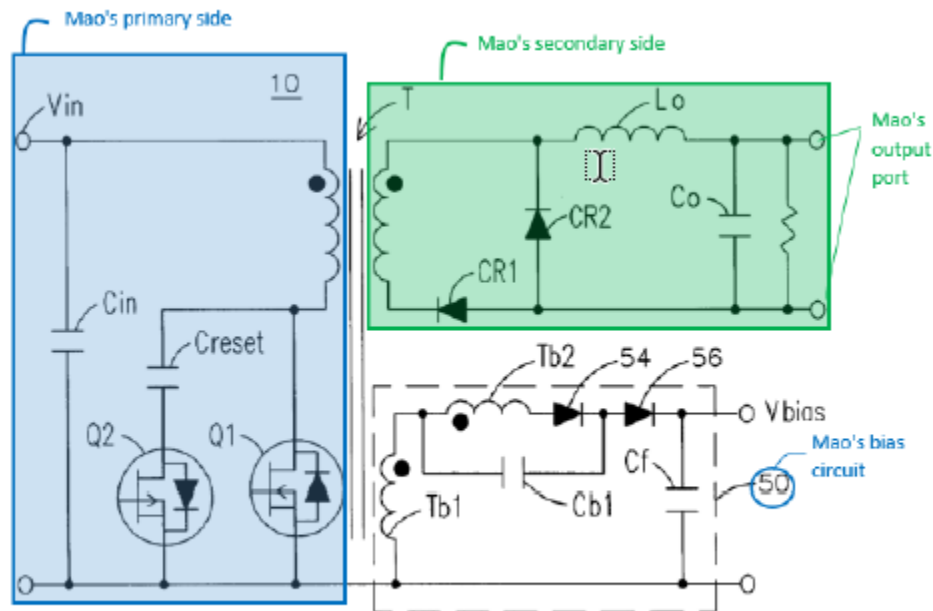 Mao's primary side
Mao's secondary side
10
Vin
T
Lo
Mao's
output
port
Co
CR2
CR1
Cin
Creset
Tb2
54
56
Vbias
Q2
Q1
Mao's bias
circuit
Cf
50
Tb1
Cb1